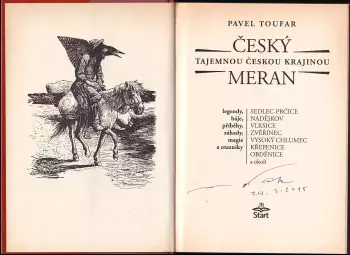 PAVEL TOUFAR
ČESKÝ
TAJEMNOU ČESKOU KRAJINOU
MERAN
legendy, SEDLEC-PRČICE
báje, NADĚJKOV
příběhy, VLKSICE
záhady, ZVĚŘINEC
magie VYSOKÝ CHLUMEC
a otazníky KŘEPENICE
OBDĚNICE
a okolí
Start